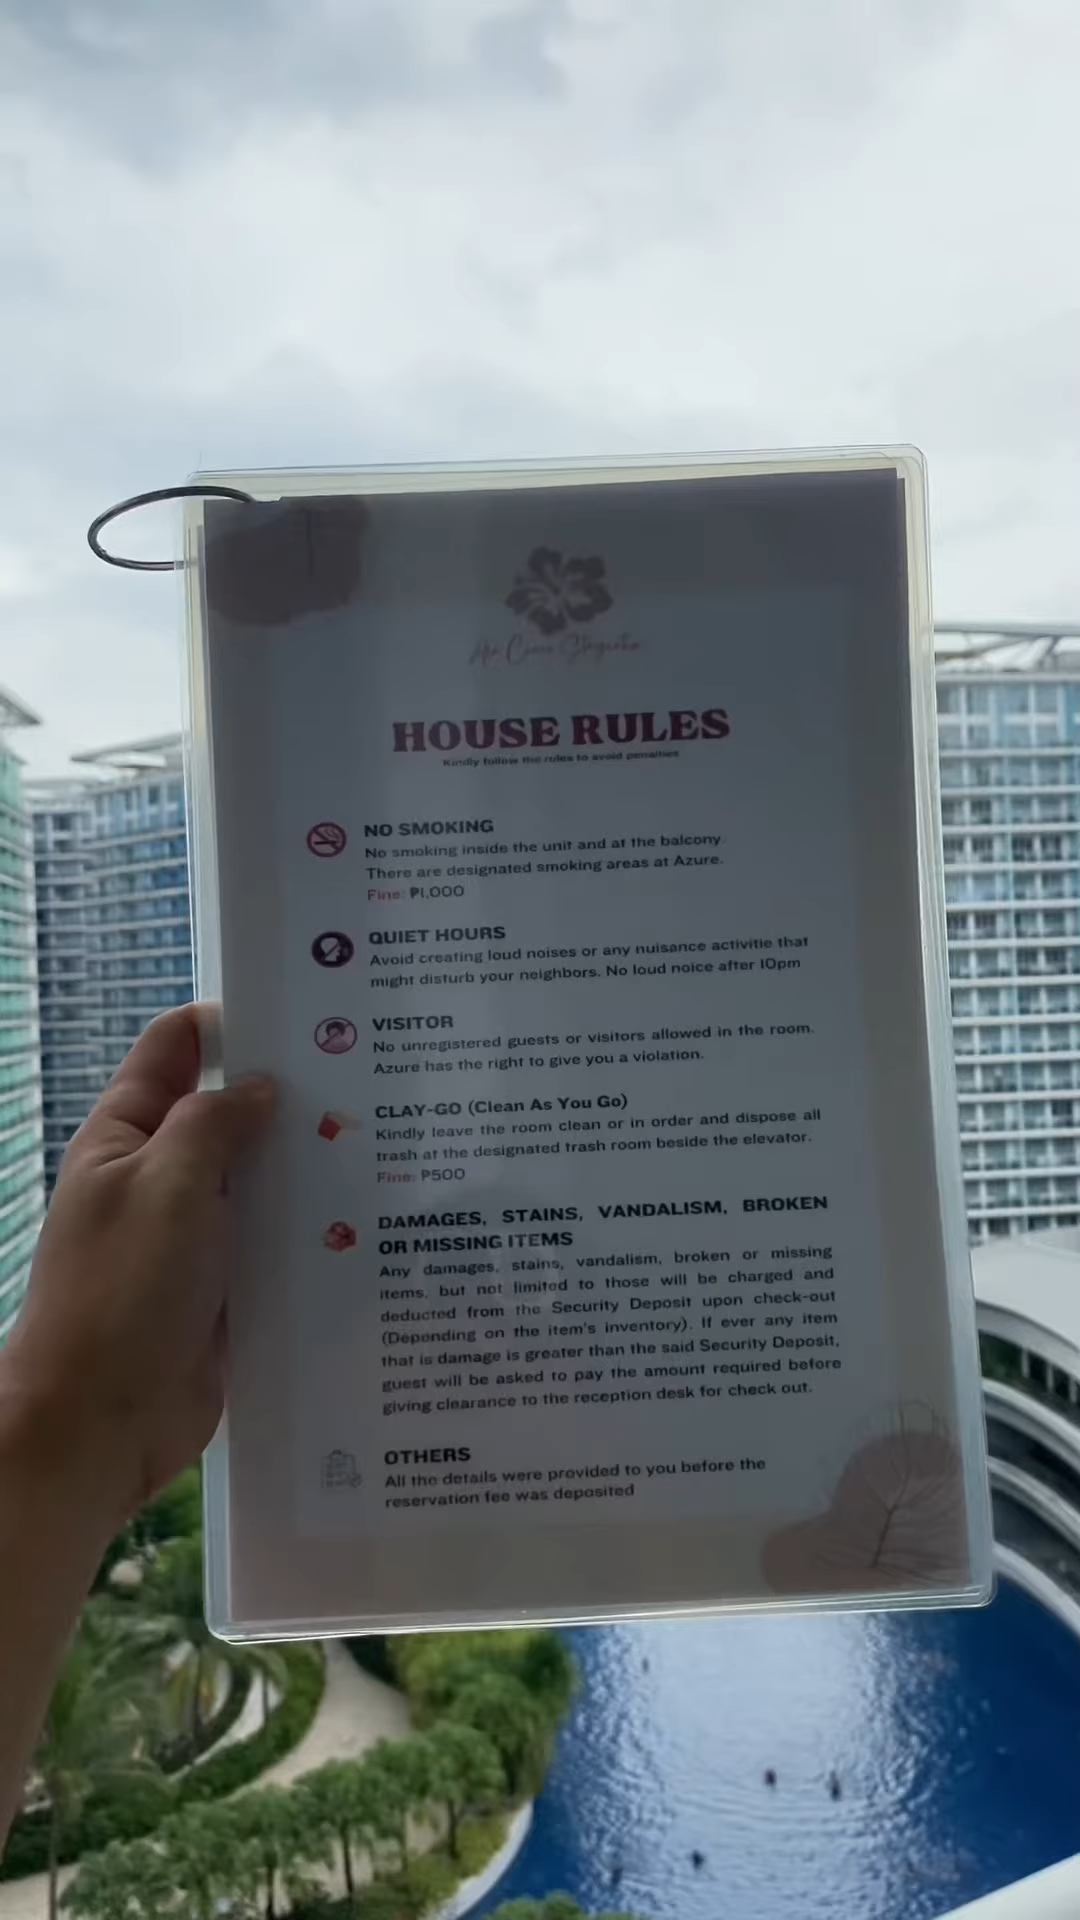 HOUSE RULES
Kindly follow the rules to avoid penalties
NO SMOKING
No smoking inside the unit and at the balcony.
There are designated smoking areas at Azure.
Fine: ₱1,000
QUIET HOURS
Avoid creating loud noises or any nuisance activitie that
might disturb your neighbors. No loud noice after 10pm
VISITOR
No unregistered guests or visitors allowed in the room.
Azure has the right to give you a violation.
CLAY-GO (Clean As You Go)
Kindly leave the room clean or in order and dispose all
trash at the designated trash room beside the elevator.
Fine: ₱500
DAMAGES, STAINS, VANDALISM, BROKEN
OR MISSING ITEMS
Any damages, stains, vandalism, broken or missing
items, but not limited to those will be charged and
deducted from the Security Deposit upon check-out
(Depending on the item's inventory). If ever any item
that is damage is greater than the said Security Deposit,
guest will be asked to pay the amount required before
giving clearance to the reception desk for check out.
OTHERS
All the details were provided to you before the
reservation fee was deposited